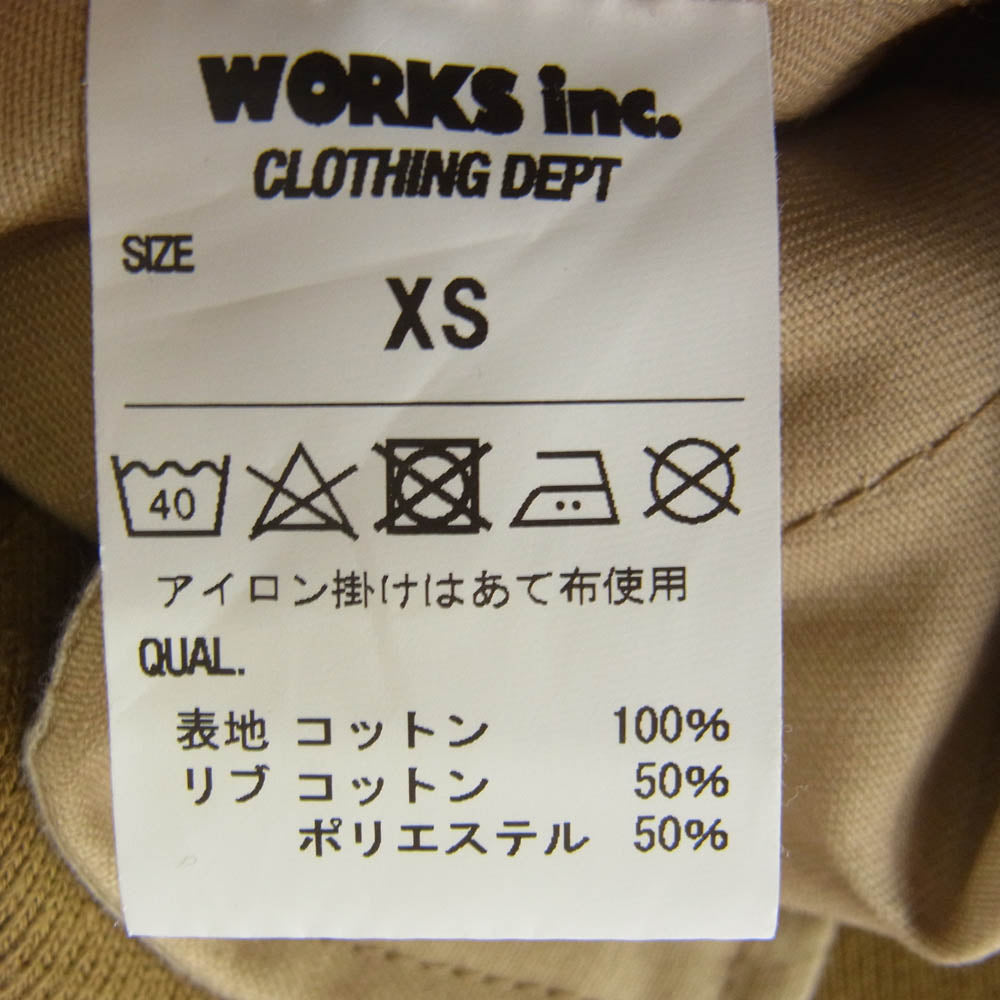 WORKS inc.
CLOTHING DEPT
SIZE
XS
40
アイロン掛けはあて布使用
QUAL.
表地 コットン 100%
リブ コットン 50%
ポリエステル 50%